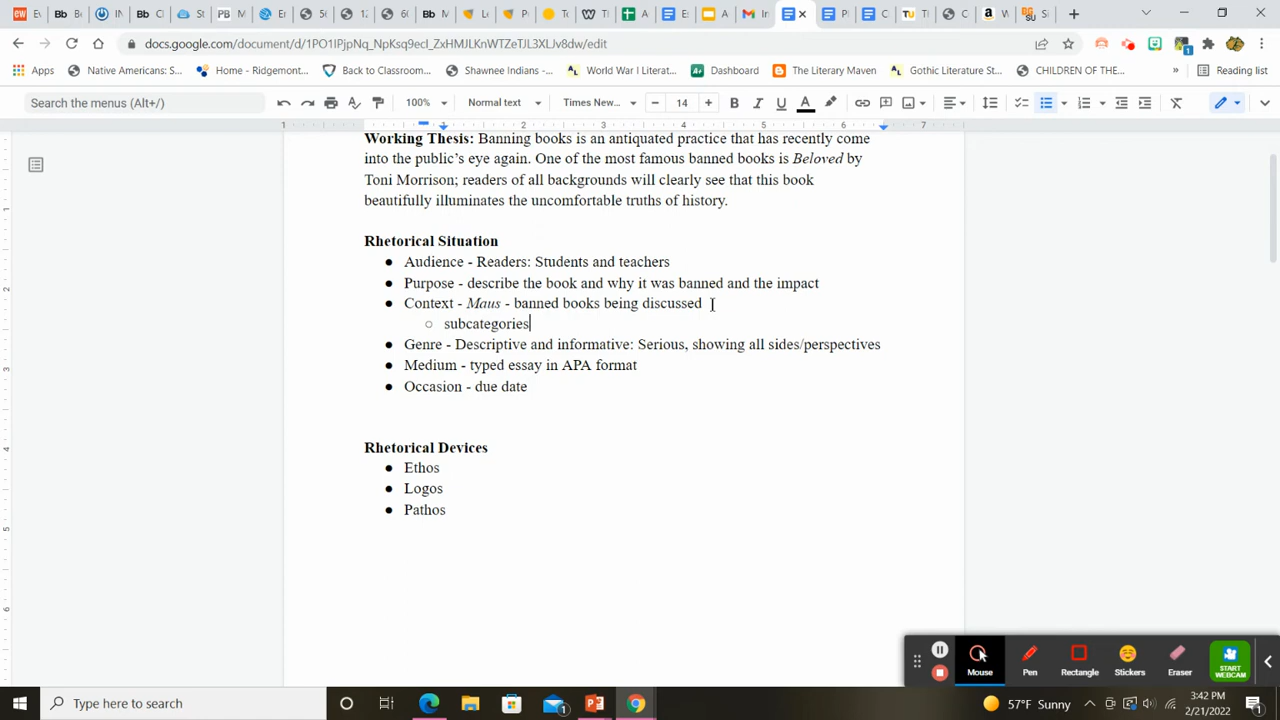 docs.google.com/document/d/1PO1IPjpNq_NpKsq9ecI_ZxHMJLKnWTZeTJL3XLJv8dw/edit
Apps
Native Americans: S...
Home - Ridgemont...
Back to Classroom...
Shawnee Indians -...
World War I Literat...
Dashboard
The Literary Maven
Gothic Literature St...
CHILDREN OF THE...
»
Reading list
Search the menus (Alt+/)
100%
Normal text
Times New...
14
Working Thesis: Banning books is an antiquated practice that has recently come
into the public’s eye again. One of the most famous banned books is Beloved by
Toni Morrison; readers of all backgrounds will clearly see that this book
beautifully illuminates the uncomfortable truths of history.
Rhetorical Situation
● Audience - Readers: Students and teachers
● Purpose - describe the book and why it was banned and the impact
● Context - Maus - banned books being discussed
○ subcategories
● Genre - Descriptive and informative: Serious, showing all sides/perspectives
● Medium - typed essay in APA format
● Occasion - due date
Rhetorical Devices
● Ethos
● Logos
● Pathos
Mouse
Pen
Rectangle
Stickers
Eraser
START WEBCAM
Type here to search
57°F Sunny
3:42 PM
2/21/2022